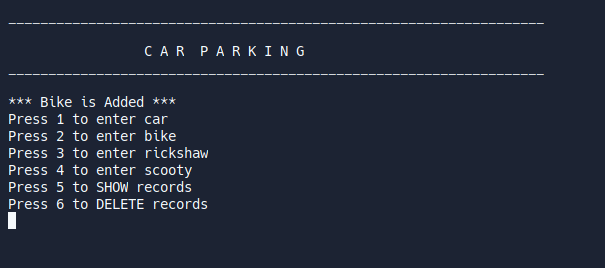 C A R  P A R K I N G
*** Bike is Added ***
Press 1 to enter car
Press 2 to enter bike
Press 3 to enter rickshaw
Press 4 to enter scooty
Press 5 to SHOW records
Press 6 to DELETE records